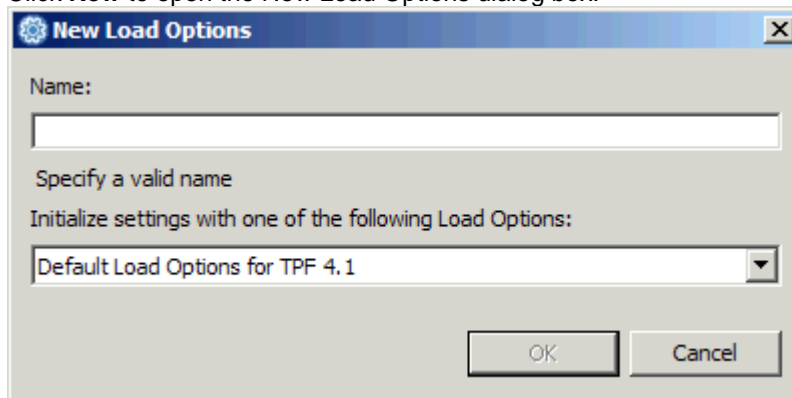 Click New to open the New Load Options dialog box.
New Load Options
Name:
Specify a valid name
Initialize settings with one of the following Load Options:
Default Load Options for TPF 4.1
OK
Cancel